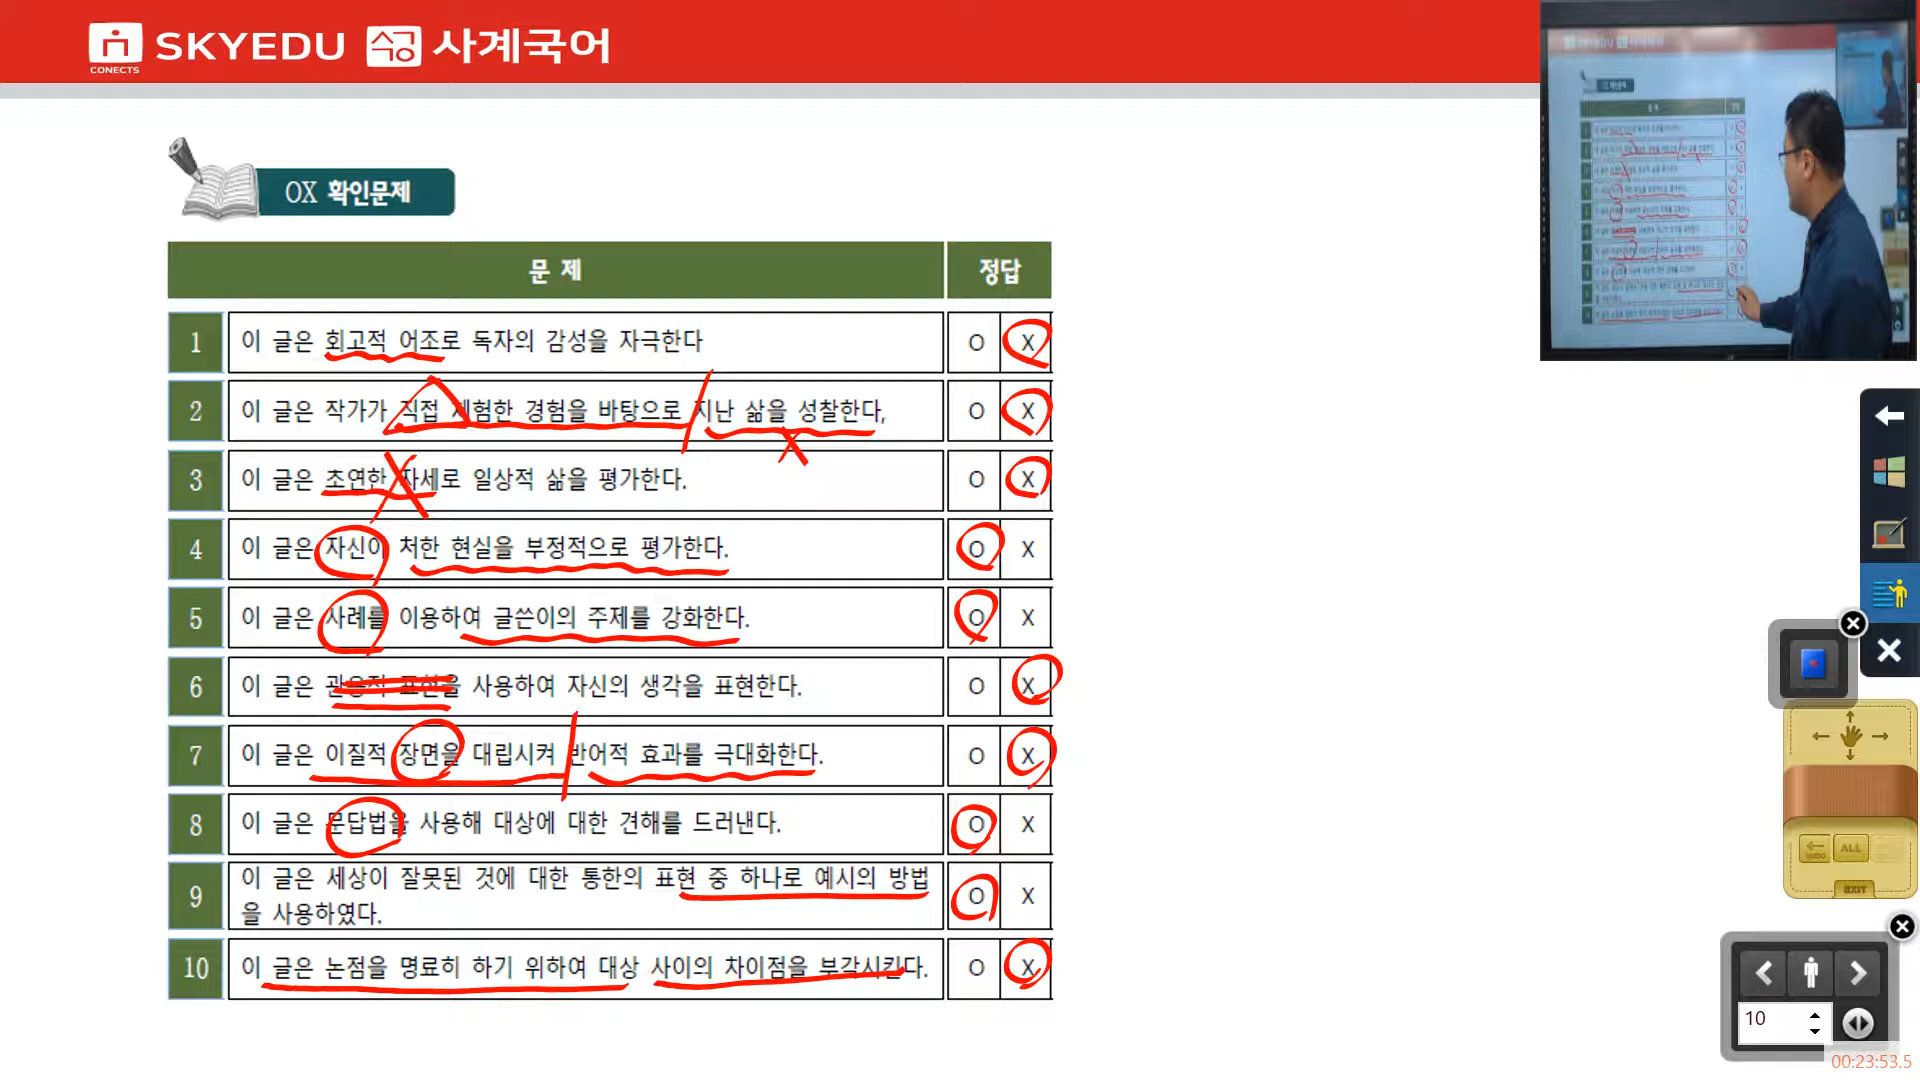 CONECTS
SKYEDU 수경 사계국어
OX 확인문제
문 제 정답
1 이 글은 회고적 어조로 독자의 감성을 자극한다 O X
2 이 글은 작가가 직접 체험한 경험을 바탕으로 지난 삶을 성찰한다, O X
3 이 글은 초연한 자세로 일상적 삶을 평가한다. O X
4 이 글은 자신이 처한 현실을 부정적으로 평가한다. O X
5 이 글은 사례를 이용하여 글쓴이의 주제를 강화한다. O X
6 이 글은 관용적 표현을 사용하여 자신의 생각을 표현한다. O X
7 이 글은 이질적 장면을 대립시켜 반어적 효과를 극대화한다. O X
8 이 글은 문답법을 사용해 대상에 대한 견해를 드러낸다. O X
9 이 글은 세상이 잘못된 것에 대한 통한의 표현 중 하나로 예시의 방법 O X
을 사용하였다.
10 이 글은 논점을 명료히 하기 위하여 대상 사이의 차이점을 부각시킨다. O X
UNDO ALL
EXIT
10
00:23:53.5